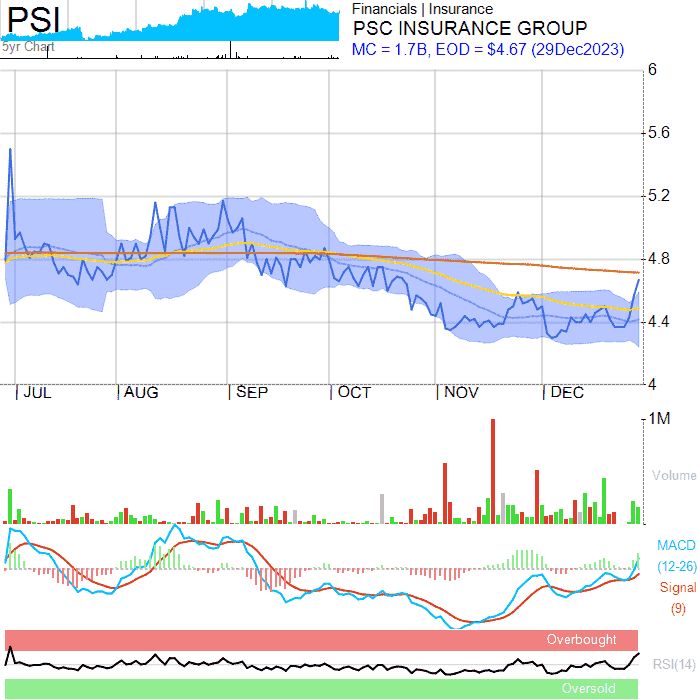 PSI
5yr Chart
Financials | Insurance
PSC INSURANCE GROUP
MC = 1.7B, EOD = $4.67 (29Dec2023)
6
5.6
5.2
4.8
4.4
4
JUL AUG SEP OCT NOV DEC
1M
Volume
MACD
(12-26)
Signal
(9)
Overbought
RSI(14)
Oversold